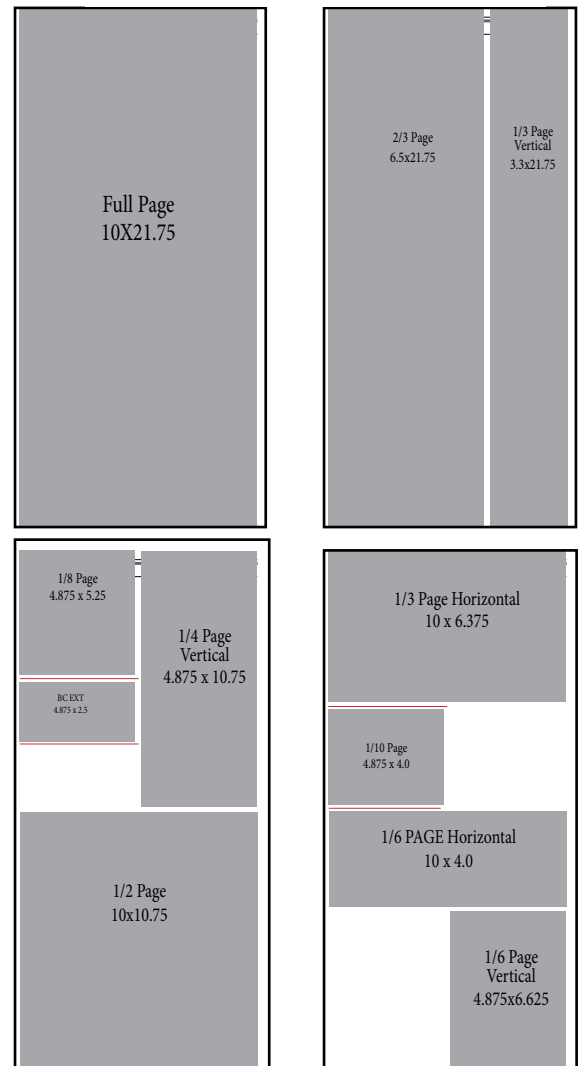 Full Page
10X21.75
2/3 Page
6.5x21.75
1/3 Page
Vertical
3.3x21.75
1/8 Page
4.875 x 5.25
BC EXT
4.875 x 2.5
1/4 Page
Vertical
4.875 x 10.75
1/2 Page
10x10.75
1/3 Page Horizontal
10 x 6.375
1/10 Page
4.875 x 4.0
1/6 PAGE Horizontal
10 x 4.0
1/6 Page
Vertical
4.875x6.625